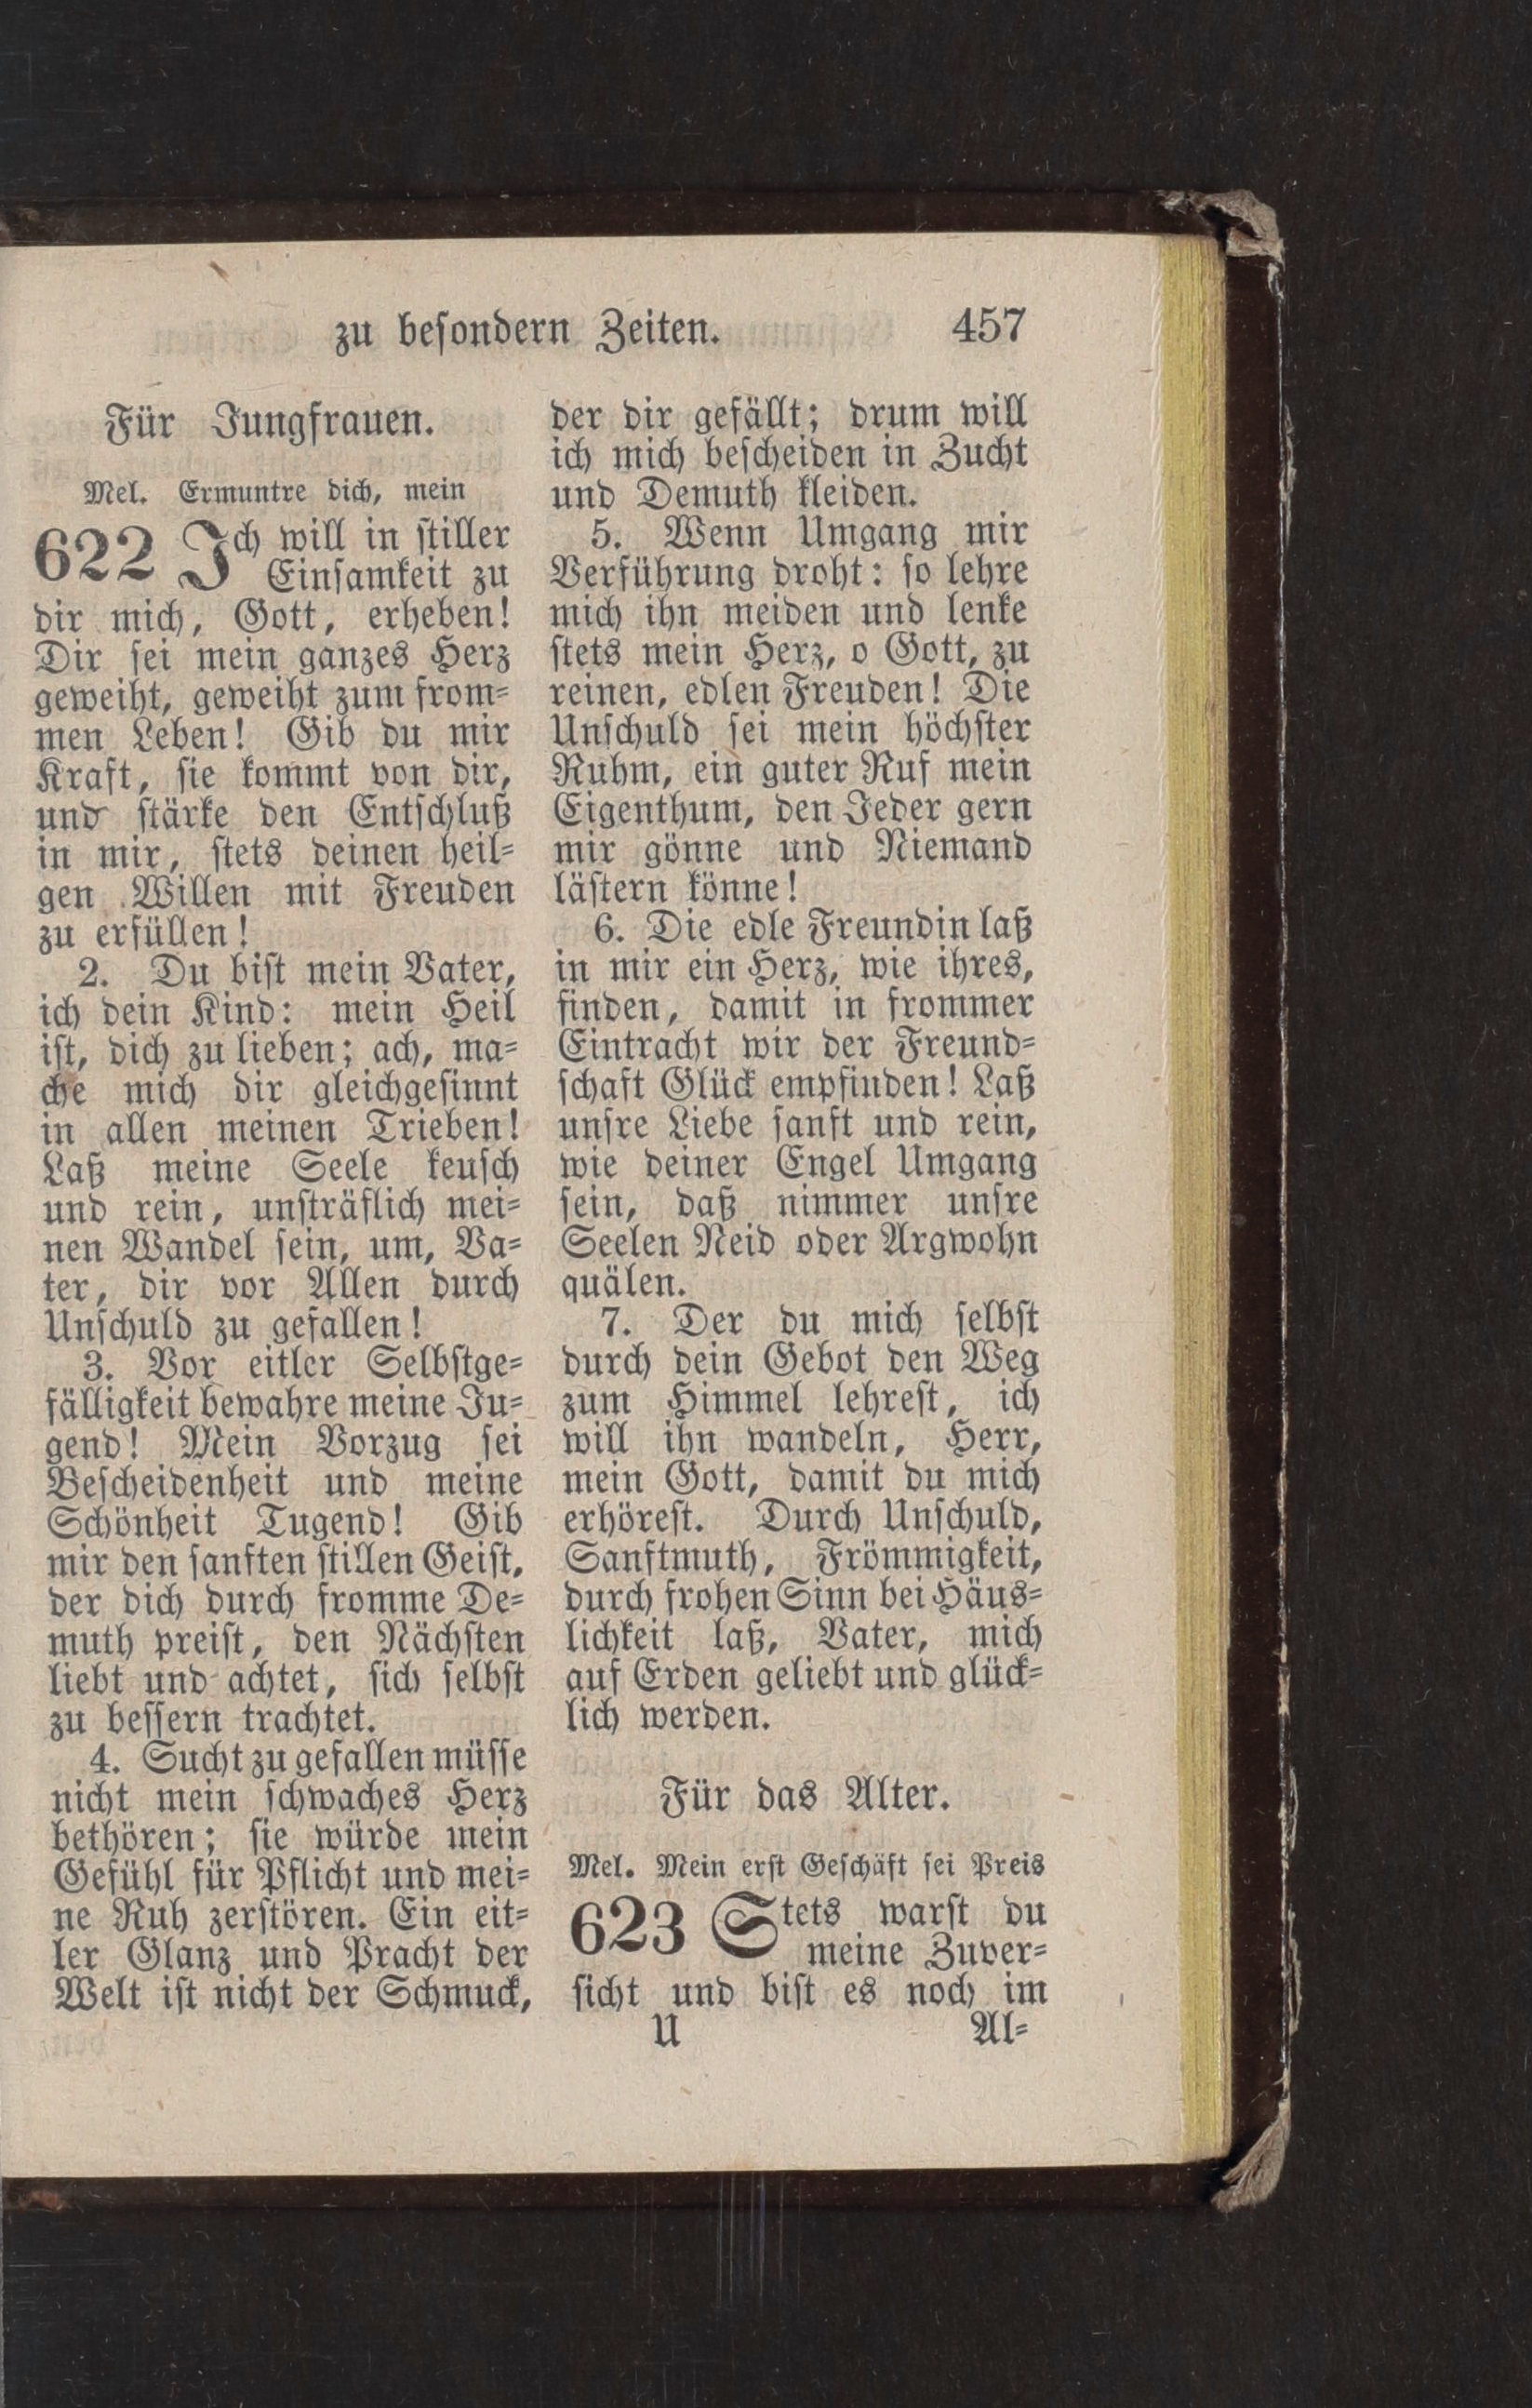 zu besondern Zeiten. 457
Für Jungfrauen.
Mel. Ermuntre dich, mein
622 Ich will in stiller
Einsamkeit zu
dir mich, Gott, erheben!
Dir sei mein ganzes Herz
geweiht, geweiht zum from-
men Leben! Gib du mir
Kraft, sie kommt von dir,
und stärke den Entschluß
in mir, stets deinen heil-
gen Willen mit Freuden
zu erfüllen!
2. Du bist mein Vater,
ich dein Kind: mein Heil
ist, dich zu lieben; ach, ma-
che mich dir gleichgesinnt
in allen meinen Trieben!
Laß meine Seele keusch
und rein, unsträflich mei-
nen Wandel sein, um, Va-
ter, dir vor Allen durch
Unschuld zu gefallen!
3. Vor eitler Selbstge-
fälligkeit bewahre meine Ju-
gend! Mein Vorzug sei
Bescheidenheit und meine
Schönheit Tugend! Gib
mir den sanften stillen Geist,
der dich durch fromme De-
muth preist, den Nächsten
liebt und achtet, sich selbst
zu bessern trachtet.
4. Sucht zu gefallen müsse
nicht mein schwaches Herz
bethören; sie würde mein
Gefühl für Pflicht und mei-
ne Ruh zerstören. Ein eit-
ler Glanz und Pracht der
Welt ist nicht der Schmuck,
der dir gefällt; drum will
ich mich bescheiden in Zucht
und Demuth kleiden.
5. Wenn Umgang mir
Verführung droht: so lehre
mich ihn meiden und lenke
stets mein Herz, o Gott, zu
reinen, edlen Freuden! Die
Unschuld sei mein höchster
Ruhm, ein guter Ruf mein
Eigenthum, den Jeder gern
mir gönne und Niemand
lästern könne!
6. Die edle Freundin laß
in mir ein Herz, wie ihres,
finden, damit in frommer
Eintracht wir der Freund-
schaft Glück empfinden! Laß
unsre Liebe sanft und rein,
wie deiner Engel Umgang
sein, daß nimmer unsre
Seelen Neid oder Argwohn
quälen.
7. Der du mich selbst
durch dein Gebot den Weg
zum Himmel lehrest, ich
will ihn wandeln, Herr,
mein Gott, damit du mich
erhörest. Durch Unschuld,
Sanftmuth, Frömmigkeit,
durch frohen Sinn bei Häus-
lichkeit laß, Vater, mich
auf Erden geliebt und glück-
lich werden.
Für das Alter.
Mel. Mein erst Geschäft sei Preis
623 Stets warst du
meine Zuver-
sicht und bist es noch im
U Al-